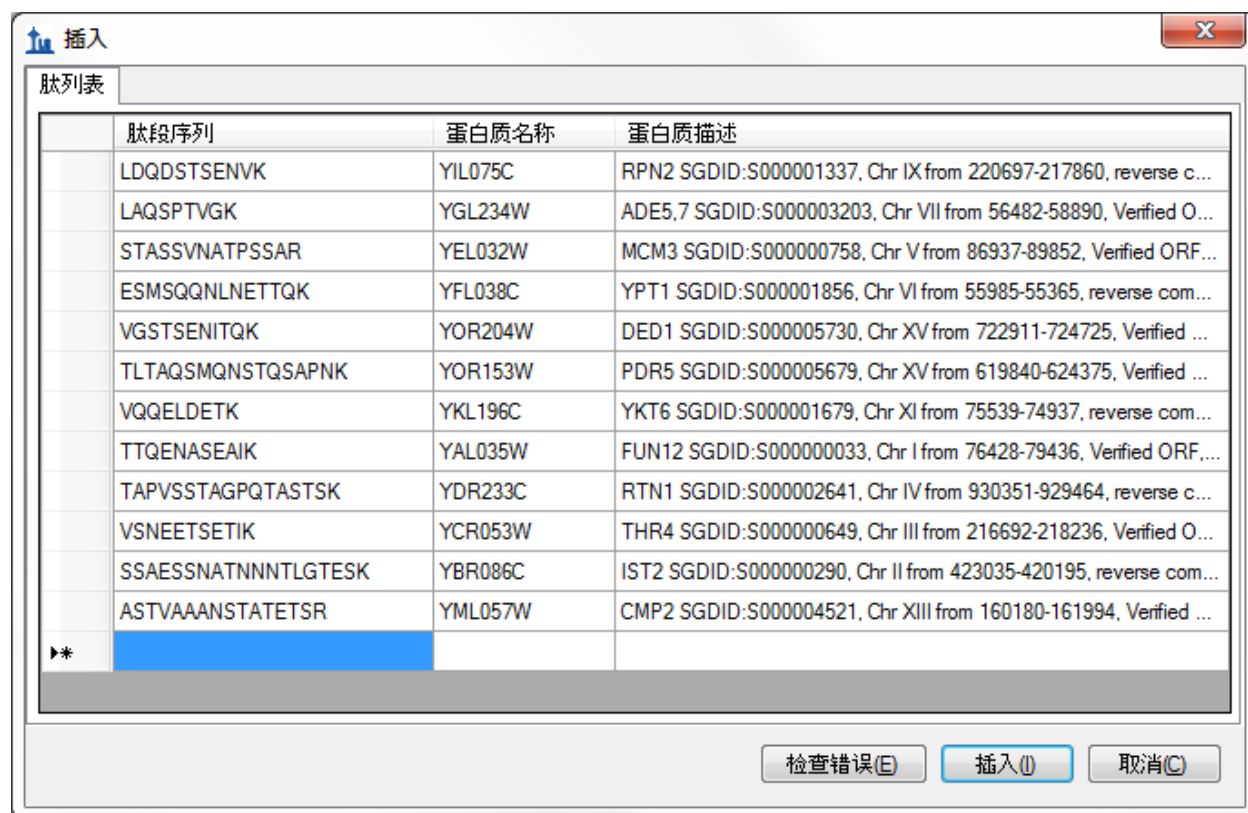 插入
肽列表
肽段序列 蛋白质名称 蛋白质描述
LDQDSTSENVK YIL075C RPN2 SGDID:S000001337, Chr IX from 220697-217860, reverse c...
LAQSPTVGK YGL234W ADE5,7 SGDID:S000003203, Chr VII from 56482-58890, Verified O...
STASSVNATPSSAR YEL032W MCM3 SGDID:S000000758, Chr V from 86937-89852, Verified ORF...
ESMSQQNLNETTQK YFL038C YPT1 SGDID:S000001856, Chr VI from 55985-55365, reverse com...
VGSTSENITQK YOR204W DED1 SGDID:S000005730, Chr XV from 722911-724725, Verified ...
TLTAQSMQNSTQSAPNK YOR153W PDR5 SGDID:S000005679, Chr XV from 619840-624375, Verified ...
VQQELDETK YKL196C YKT6 SGDID:S000001679, Chr XI from 75539-74937, reverse com...
TTQENASEAIK YAL035W FUN12 SGDID:S000000033, Chr I from 76428-79436, Verified ORF,...
TAPVSSTAGPQTASTSK YDR233C RTN1 SGDID:S000002641, Chr IV from 930351-929464, reverse c...
VSNEETSETIK YCR053W THR4 SGDID:S000000649, Chr III from 216692-218236, Verified O...
SSAESSNATNNNTLGTESK YBR086C IST2 SGDID:S000000290, Chr II from 423035-420195, reverse com...
ASTVAAANSTATETSR YML057W CMP2 SGDID:S000004521, Chr XIII from 160180-161994, Verified ...
检查错误(E) 插入(I) 取消(C)